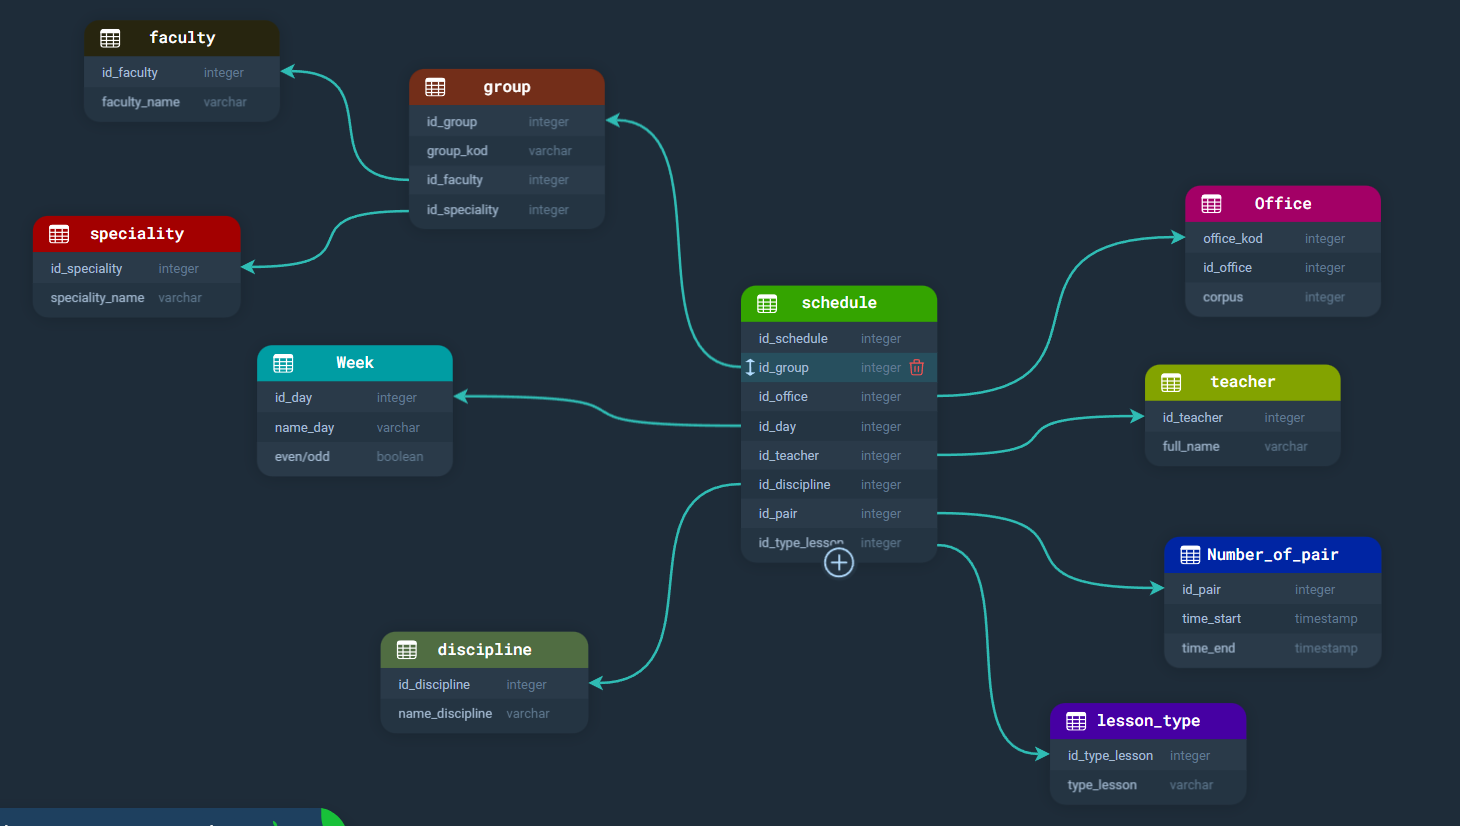 faculty
id_faculty integer
faculty_name varchar
group
id_group integer
group_kod varchar
id_faculty integer
id_speciality integer
speciality
id_speciality integer
speciality_name varchar
Office
office_kod integer
id_office integer
corpus integer
schedule
id_schedule integer
id_group integer
id_office integer
id_day integer
id_teacher integer
id_discipline integer
id_pair integer
id_type_lesson integer
Week
id_day integer
name_day varchar
even/odd boolean
teacher
id_teacher integer
full_name varchar
Number_of_pair
id_pair integer
time_start timestamp
time_end timestamp
discipline
id_discipline integer
name_discipline varchar
lesson_type
id_type_lesson integer
type_lesson varchar